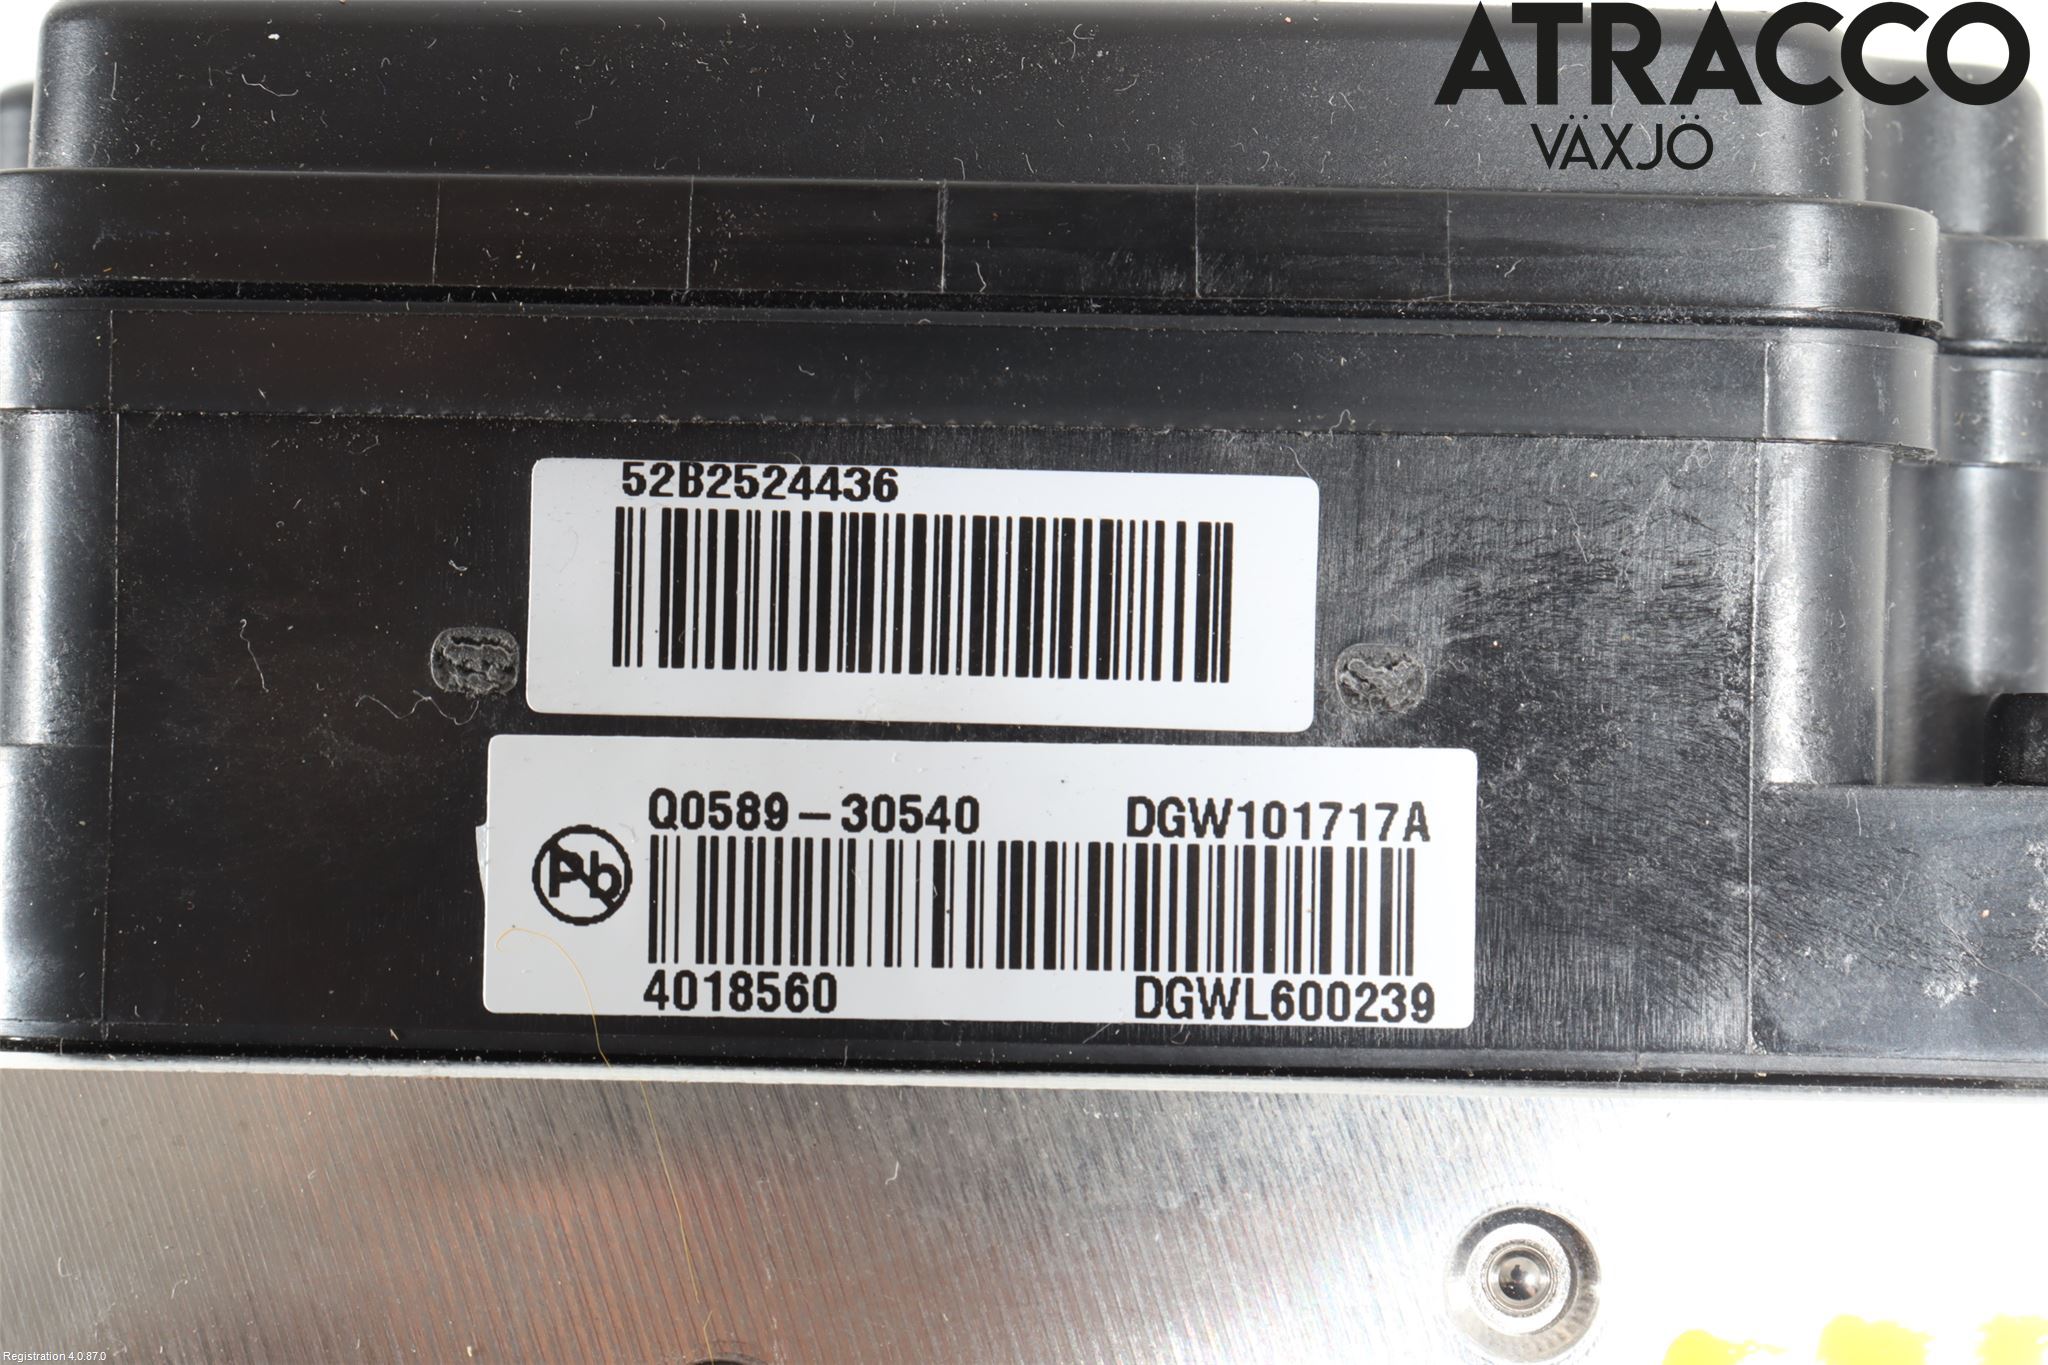 ATRACCO
VÄXJÖ
52B2524436
Q0589-30540 DGW101717A
Pb
4018560 DGWL600239
Registration 4.0.87.0